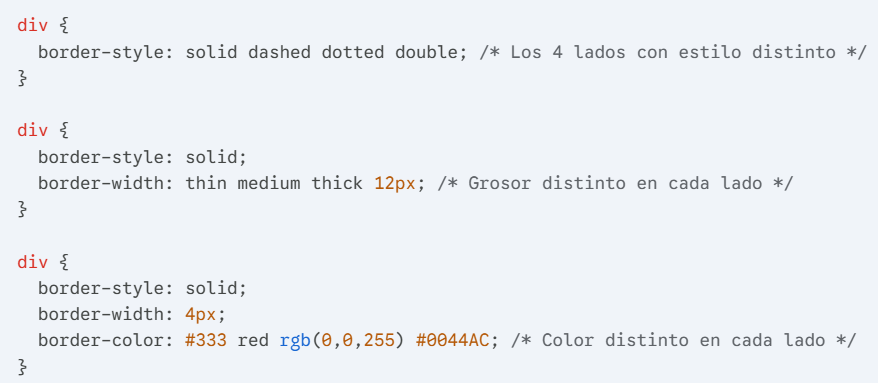 div {
border-style: solid dashed dotted double; /* Los 4 lados con estilo distinto */
}
div {
border-style: solid;
border-width: thin medium thick 12px; /* Grosor distinto en cada lado */
}
div {
border-style: solid;
border-width: 4px;
border-color: #333 red rgb(0,0,255) #0044AC; /* Color distinto en cada lado */
}